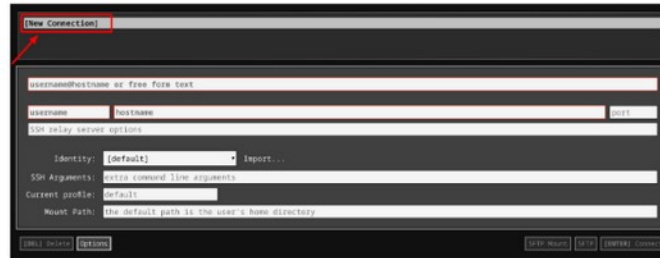 [New Connection]
username@hostname or free form text
username hostname port
SSH relay server options
Identity: [default] Import...
SSH Arguments: extra command line arguments
Current profile: default
Mount Path: the default path is the user's home directory
[DEL] Delete Options SFTP Mount SFTP [ENTER] Connec